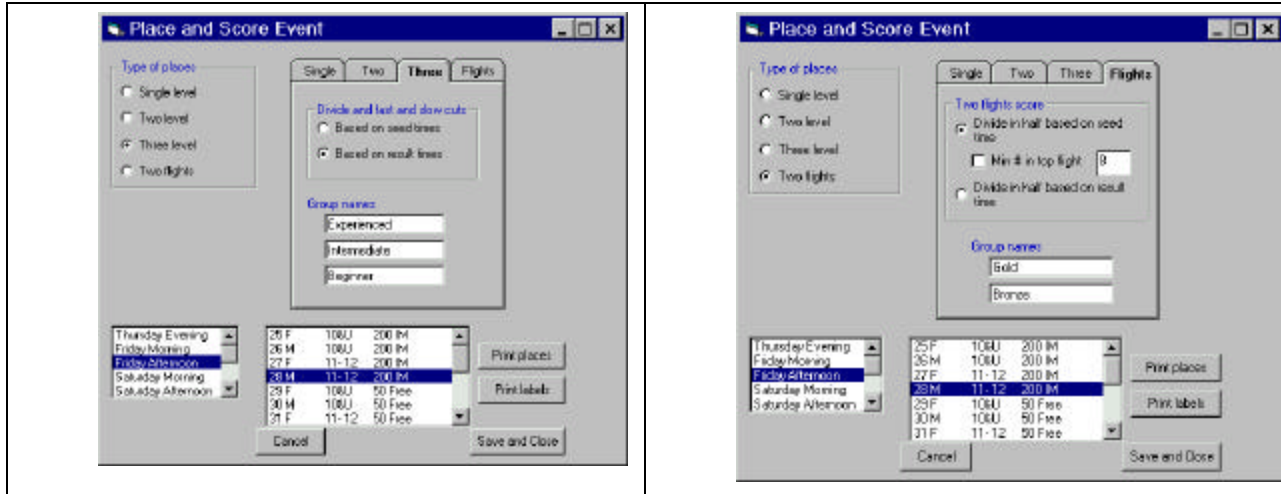 Place and Score Event
Type of places
Single level
Two level
Three level
Two flights
Single Two Three Flights
Divide and fast and slow cuts
Based on seed times
Based on result times
Group names
Experienced
Intermediate
Beginner
Thursday Evening
Friday Morning
Friday Afternoon
Saturday Morning
Saturday Afternoon
25 F 10&U 200 IM
26 M 10&U 200 IM
27 F 11-12 200 IM
28 M 11-12 200 IM
29 F 10&U 50 Free
30 M 10&U 50 Free
31 F 11-12 50 Free
Print places
Print labels
Cancel
Save and Close
Place and Score Event
Type of places
Single level
Two level
Three level
Two flights
Single Two Three Flights
Two flights score
Divide in half based on seed
time
Min # in top flight 8
Divide in half based on result
time
Group names
Gold
Bronze
Thursday Evening
Friday Morning
Friday Afternoon
Saturday Morning
Saturday Afternoon
25 F 10&U 200 IM
26 M 10&U 200 IM
27 F 11-12 200 IM
28 M 11-12 200 IM
29 F 10&U 50 Free
30 M 10&U 50 Free
31 F 11-12 50 Free
Print places
Print labels
Cancel
Save and Close